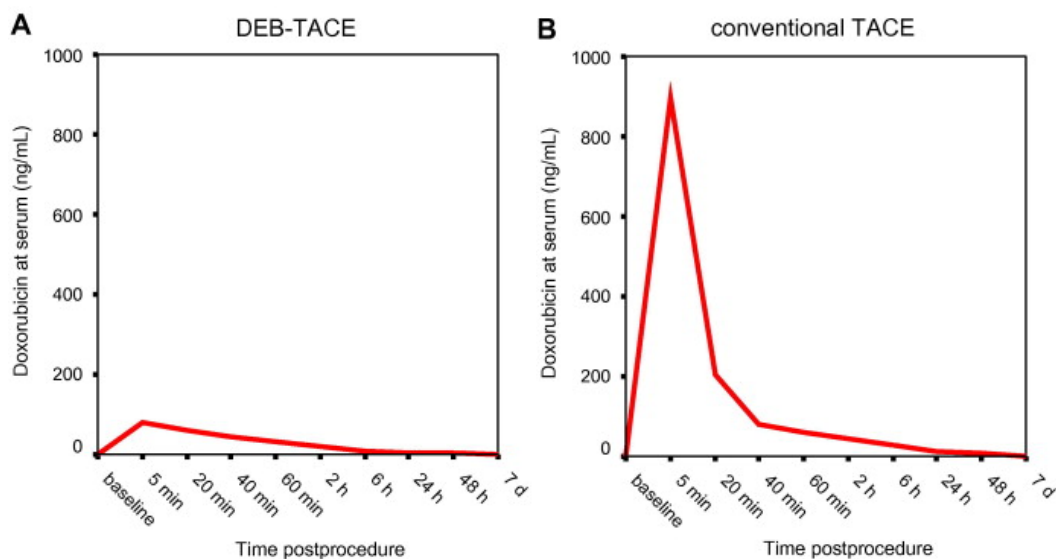 A
DEB-TACE
Doxorubicin at serum (ng/mL)
1000
800
600
400
200
0
baseline
5 min
20 min
40 min
60 min
2 h
6 h
24 h
48 h
7 d
Time postprocedure
B
conventional TACE
Doxorubicin at serum (ng/mL)
1000
800
600
400
200
0
baseline
5 min
20 min
40 min
60 min
2 h
6 h
24 h
48 h
7 d
Time postprocedure